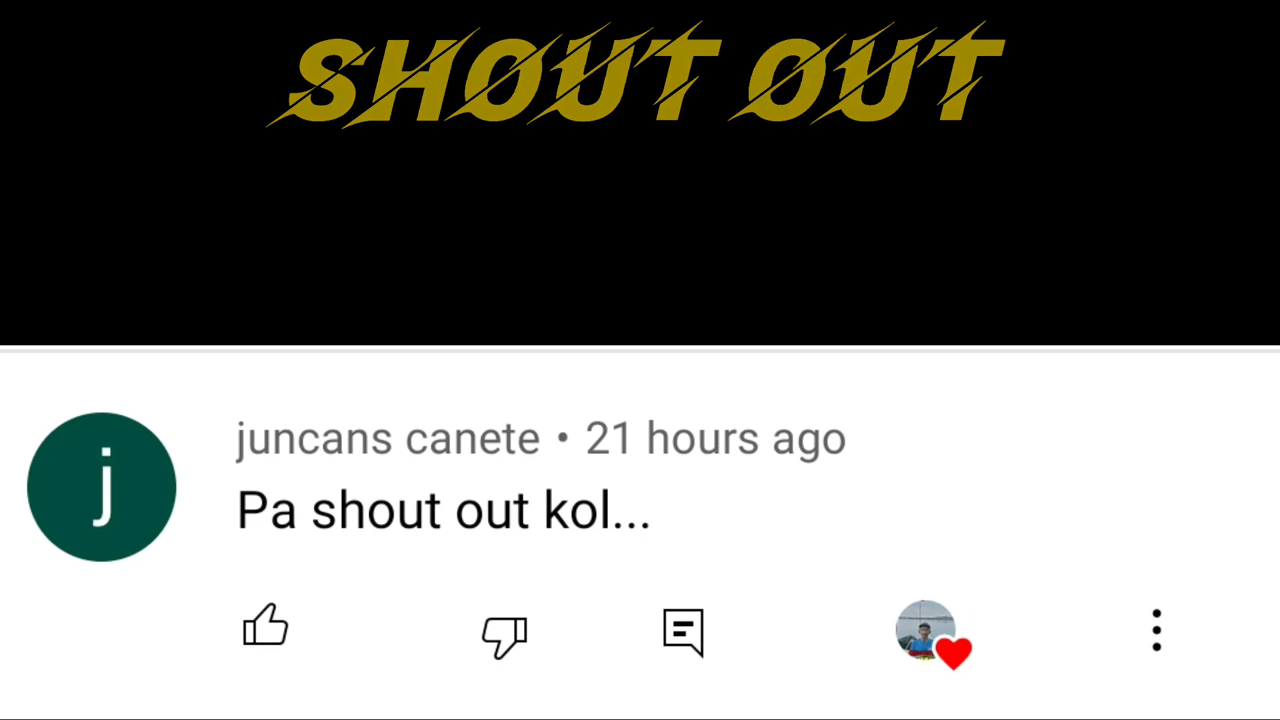 SHOUT OUT
j
juncans canete • 21 hours ago
Pa shout out kol...